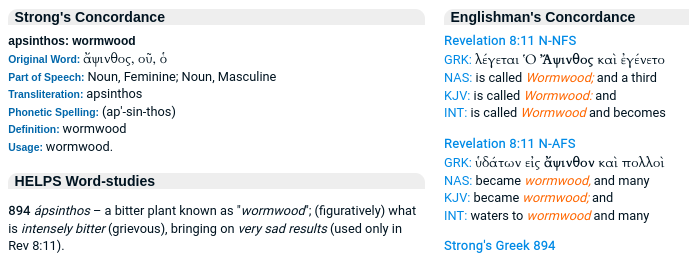 Strong's Concordance
apsinthos: wormwood
Original Word: ἄψινθος, οῦ, ὁ
Part of Speech: Noun, Feminine; Noun, Masculine
Transliteration: apsinthos
Phonetic Spelling: (ap'-sin-thos)
Definition: wormwood
Usage: wormwood.
HELPS Word-studies
894 ápsinthos – a bitter plant known as "wormwood"; (figuratively) what
is intensely bitter (grievous), bringing on very sad results (used only in
Rev 8:11).
Englishman's Concordance
Revelation 8:11 N-NFS
GRK: λέγεται Ὁ Ἄψινθος καὶ ἐγένετο
NAS: is called Wormwood; and a third
KJV: is called Wormwood: and
INT: is called Wormwood and becomes
Revelation 8:11 N-AFS
GRK: ὑδάτων εἰς ἄψινθον καὶ πολλοὶ
NAS: became wormwood, and many
KJV: became wormwood; and
INT: waters to wormwood and many
Strong's Greek 894